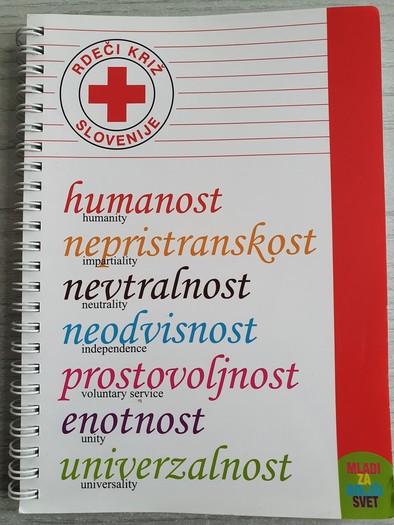 RDEČI KRIŽ
SLOVENIJE
humanost
humanity
nepristranskost
impartiality
nevtralnost
neutrality
neodvisnost
independence
prostovoljnost
voluntary service
enotnost
unity
univerzalnost
universality
MLADI
ZA
SVET